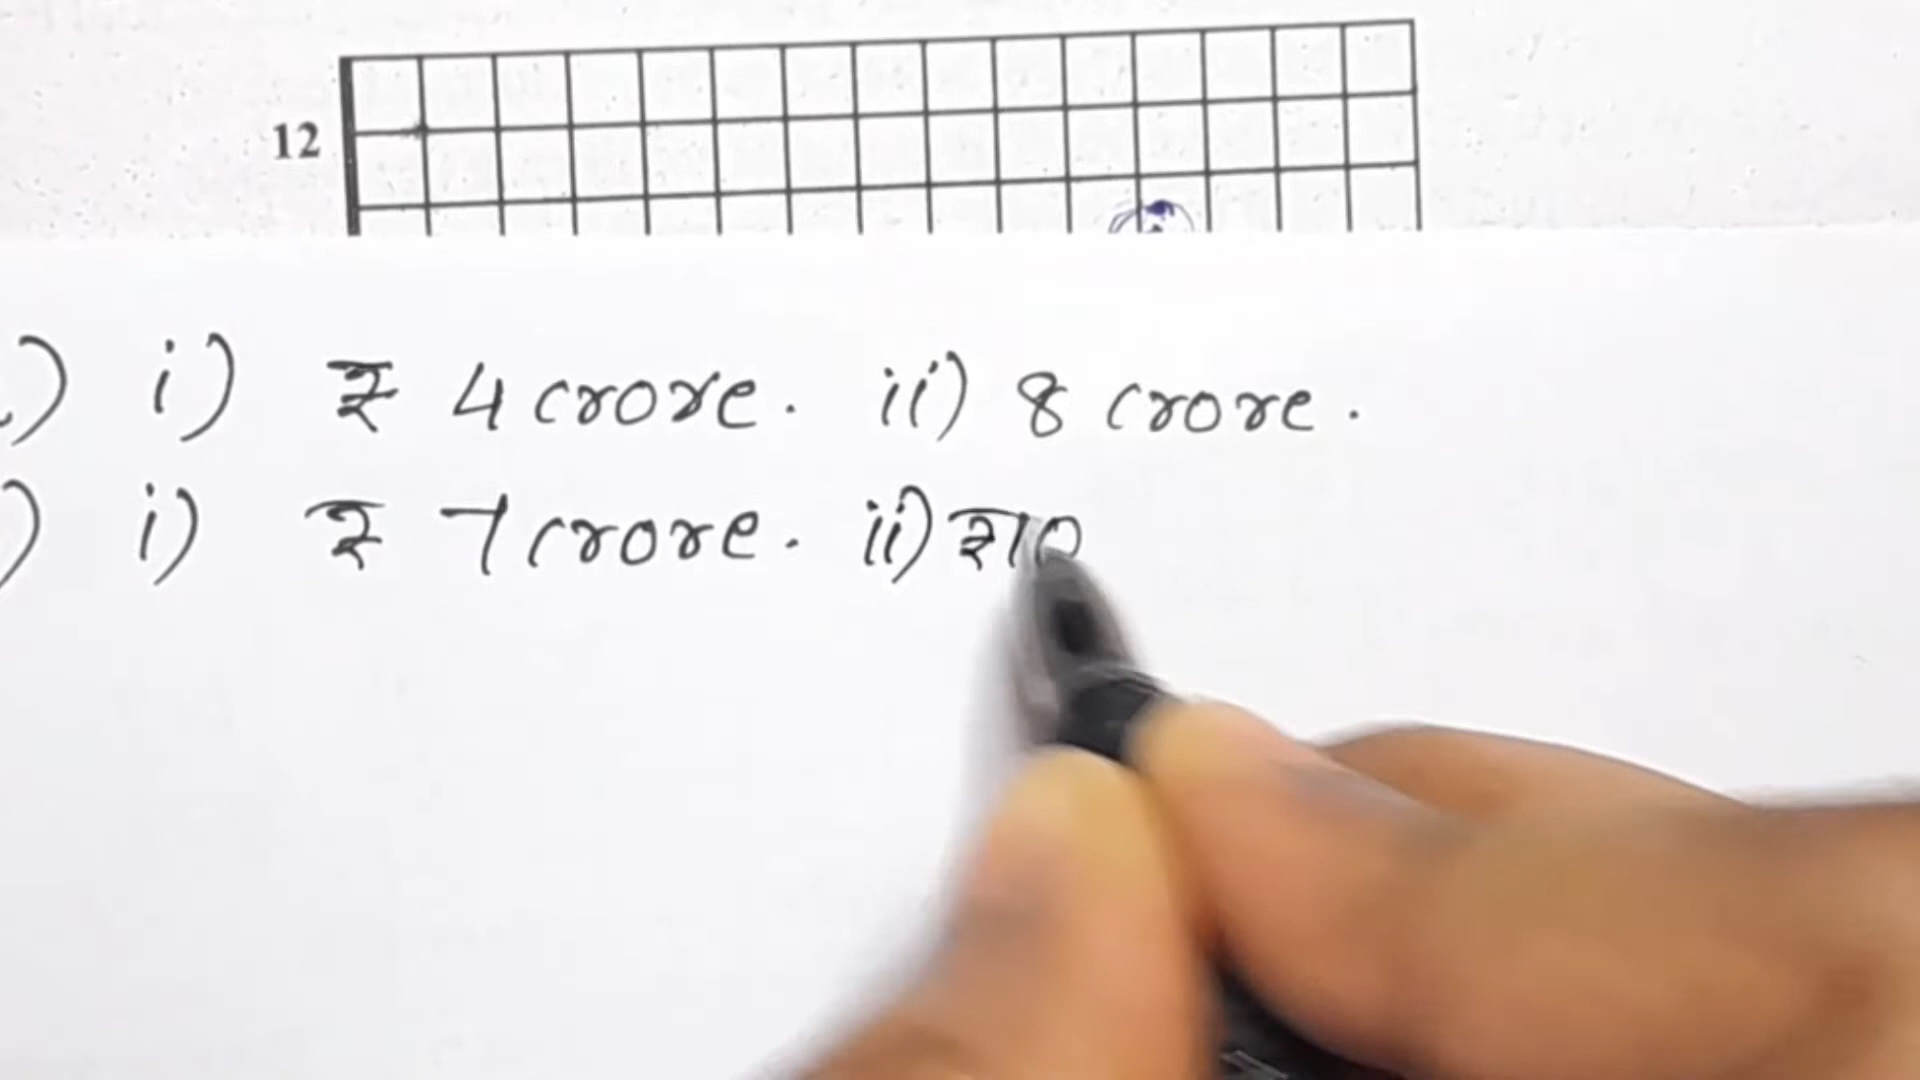 12
) i) ₹ 4 crore. ii) 8 crore.
) i) ₹ 7 crore. ii) ₹10